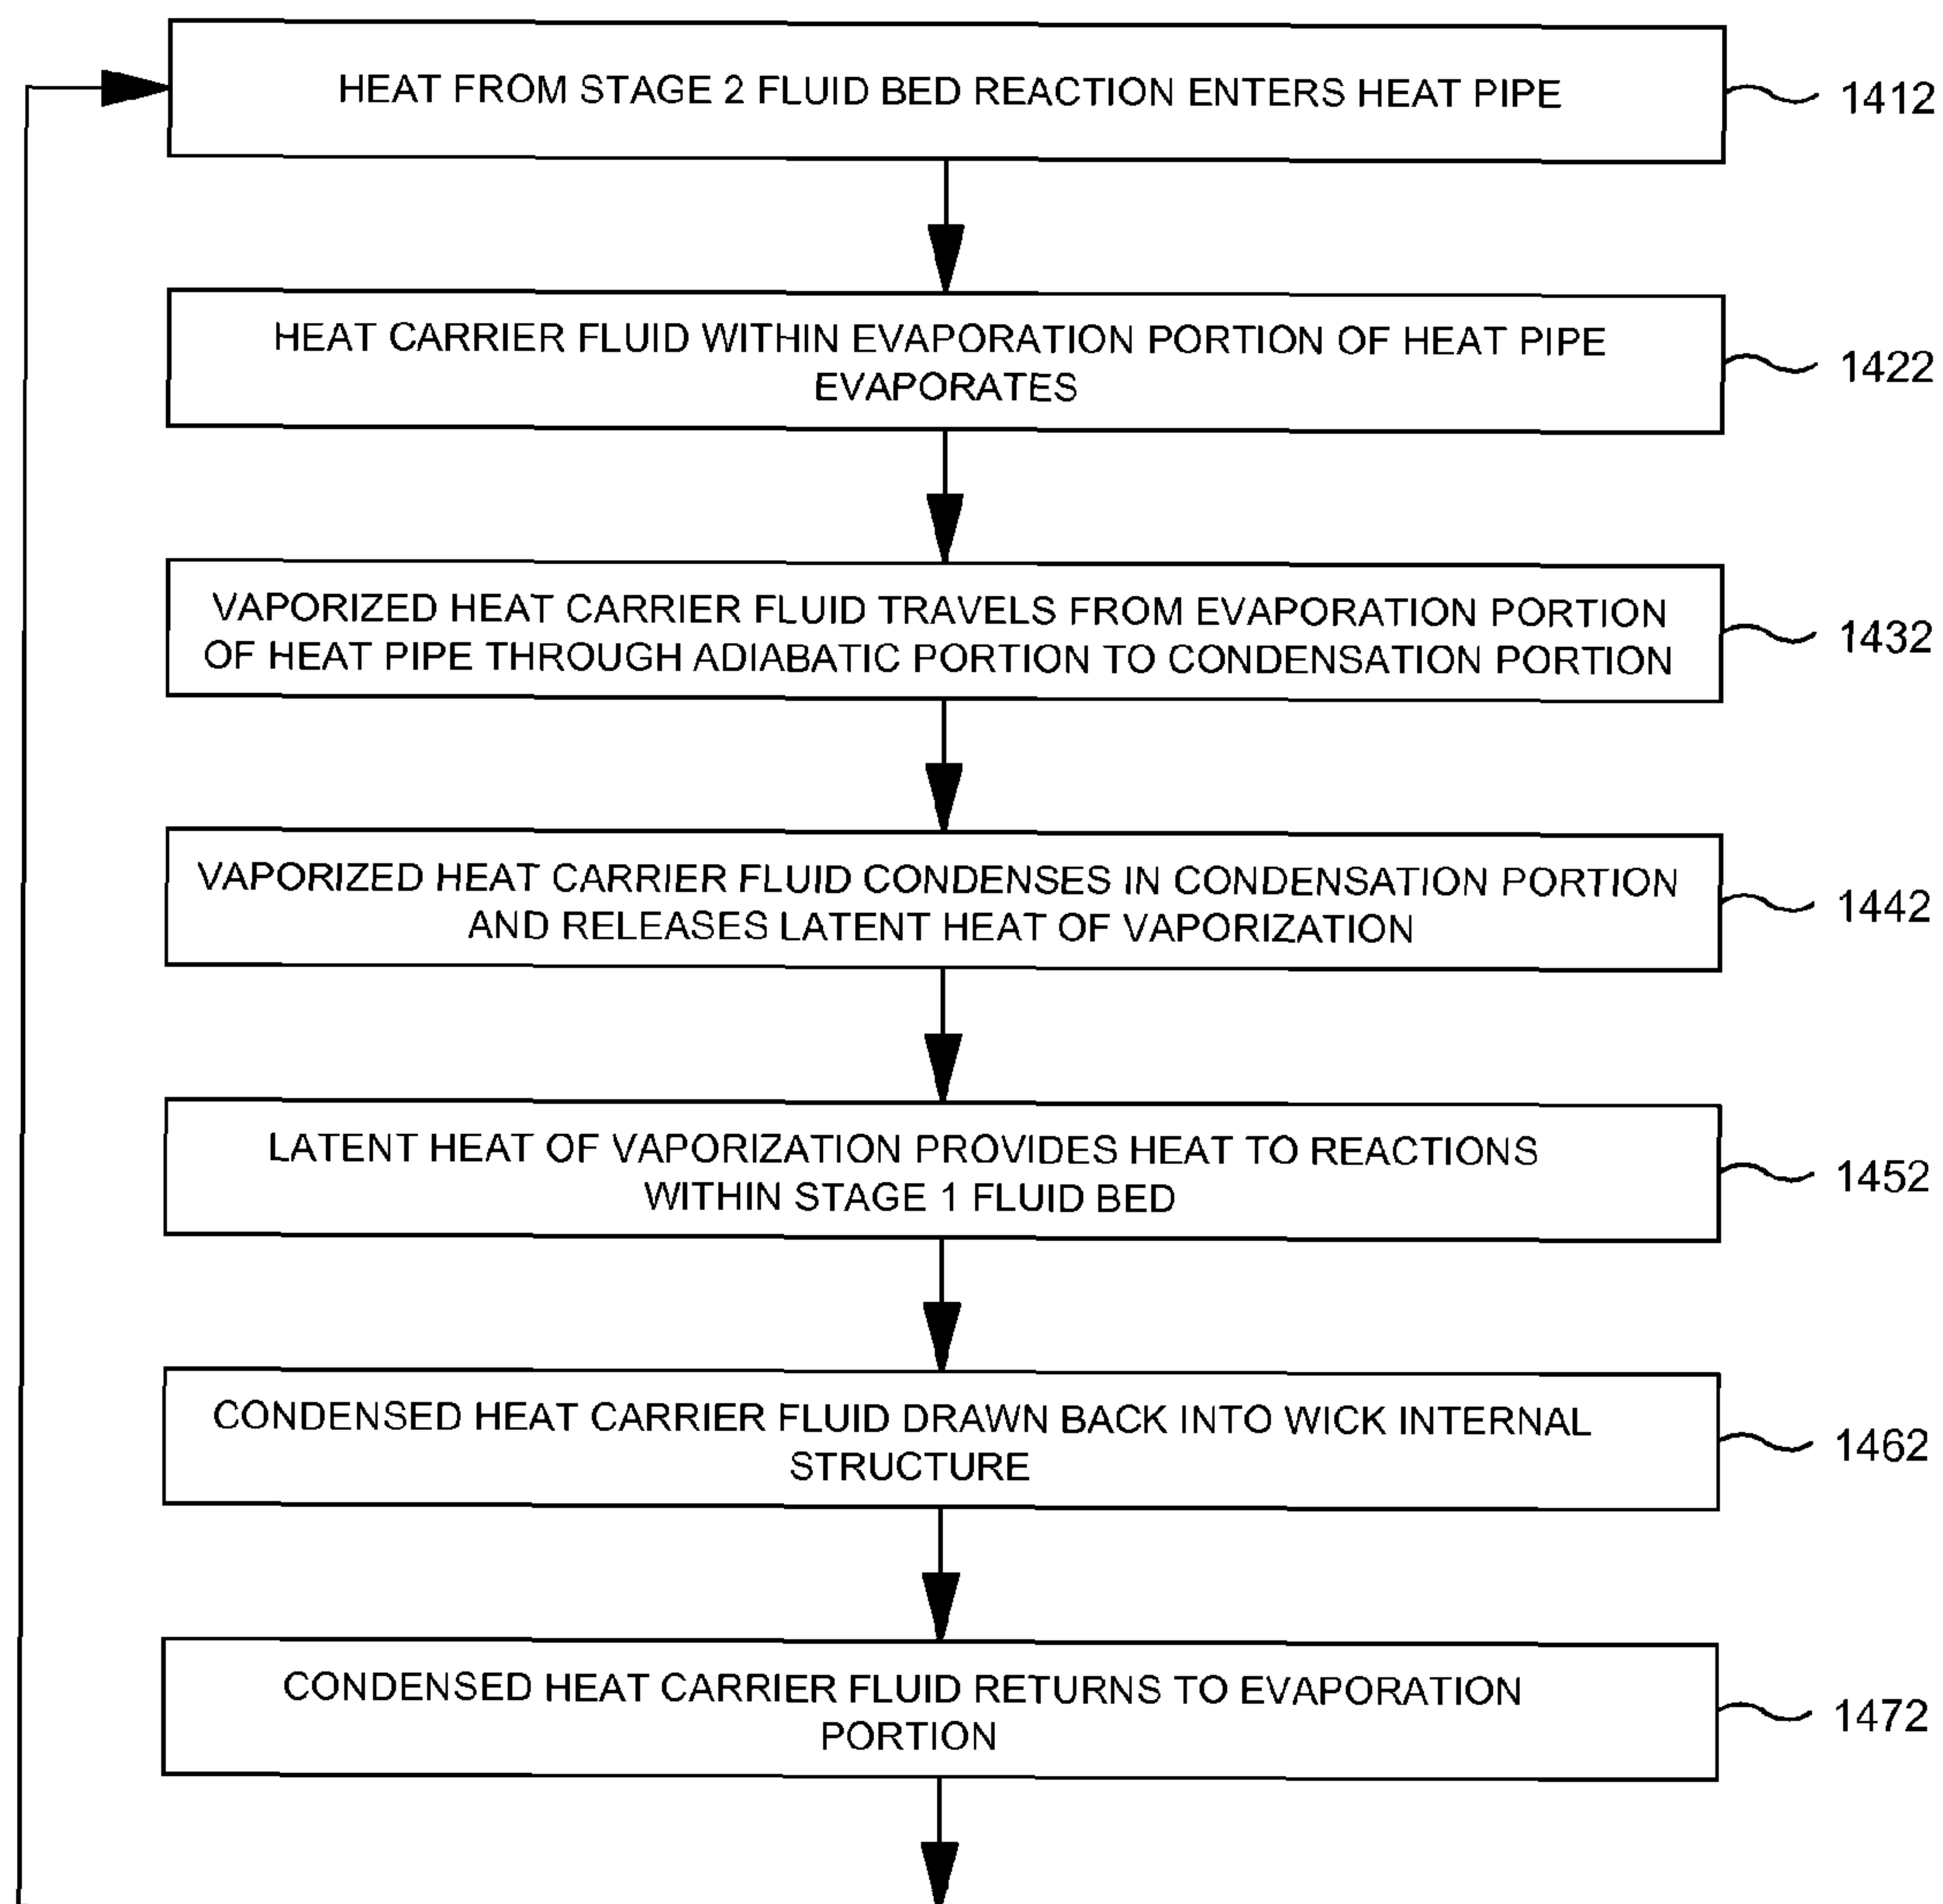 HEAT FROM STAGE 2 FLUID BED REACTION ENTERS HEAT PIPE
1412
HEAT CARRIER FLUID WITHIN EVAPORATION PORTION OF HEAT PIPE
EVAPORATES
1422
VAPORIZED HEAT CARRIER FLUID TRAVELS FROM EVAPORATION PORTION
OF HEAT PIPE THROUGH ADIABATIC PORTION TO CONDENSATION PORTION
1432
VAPORIZED HEAT CARRIER FLUID CONDENSES IN CONDENSATION PORTION
AND RELEASES LATENT HEAT OF VAPORIZATION
1442
LATENT HEAT OF VAPORIZATION PROVIDES HEAT TO REACTIONS
WITHIN STAGE 1 FLUID BED
1452
CONDENSED HEAT CARRIER FLUID DRAWN BACK INTO WICK INTERNAL
STRUCTURE
1462
CONDENSED HEAT CARRIER FLUID RETURNS TO EVAPORATION
PORTION
1472